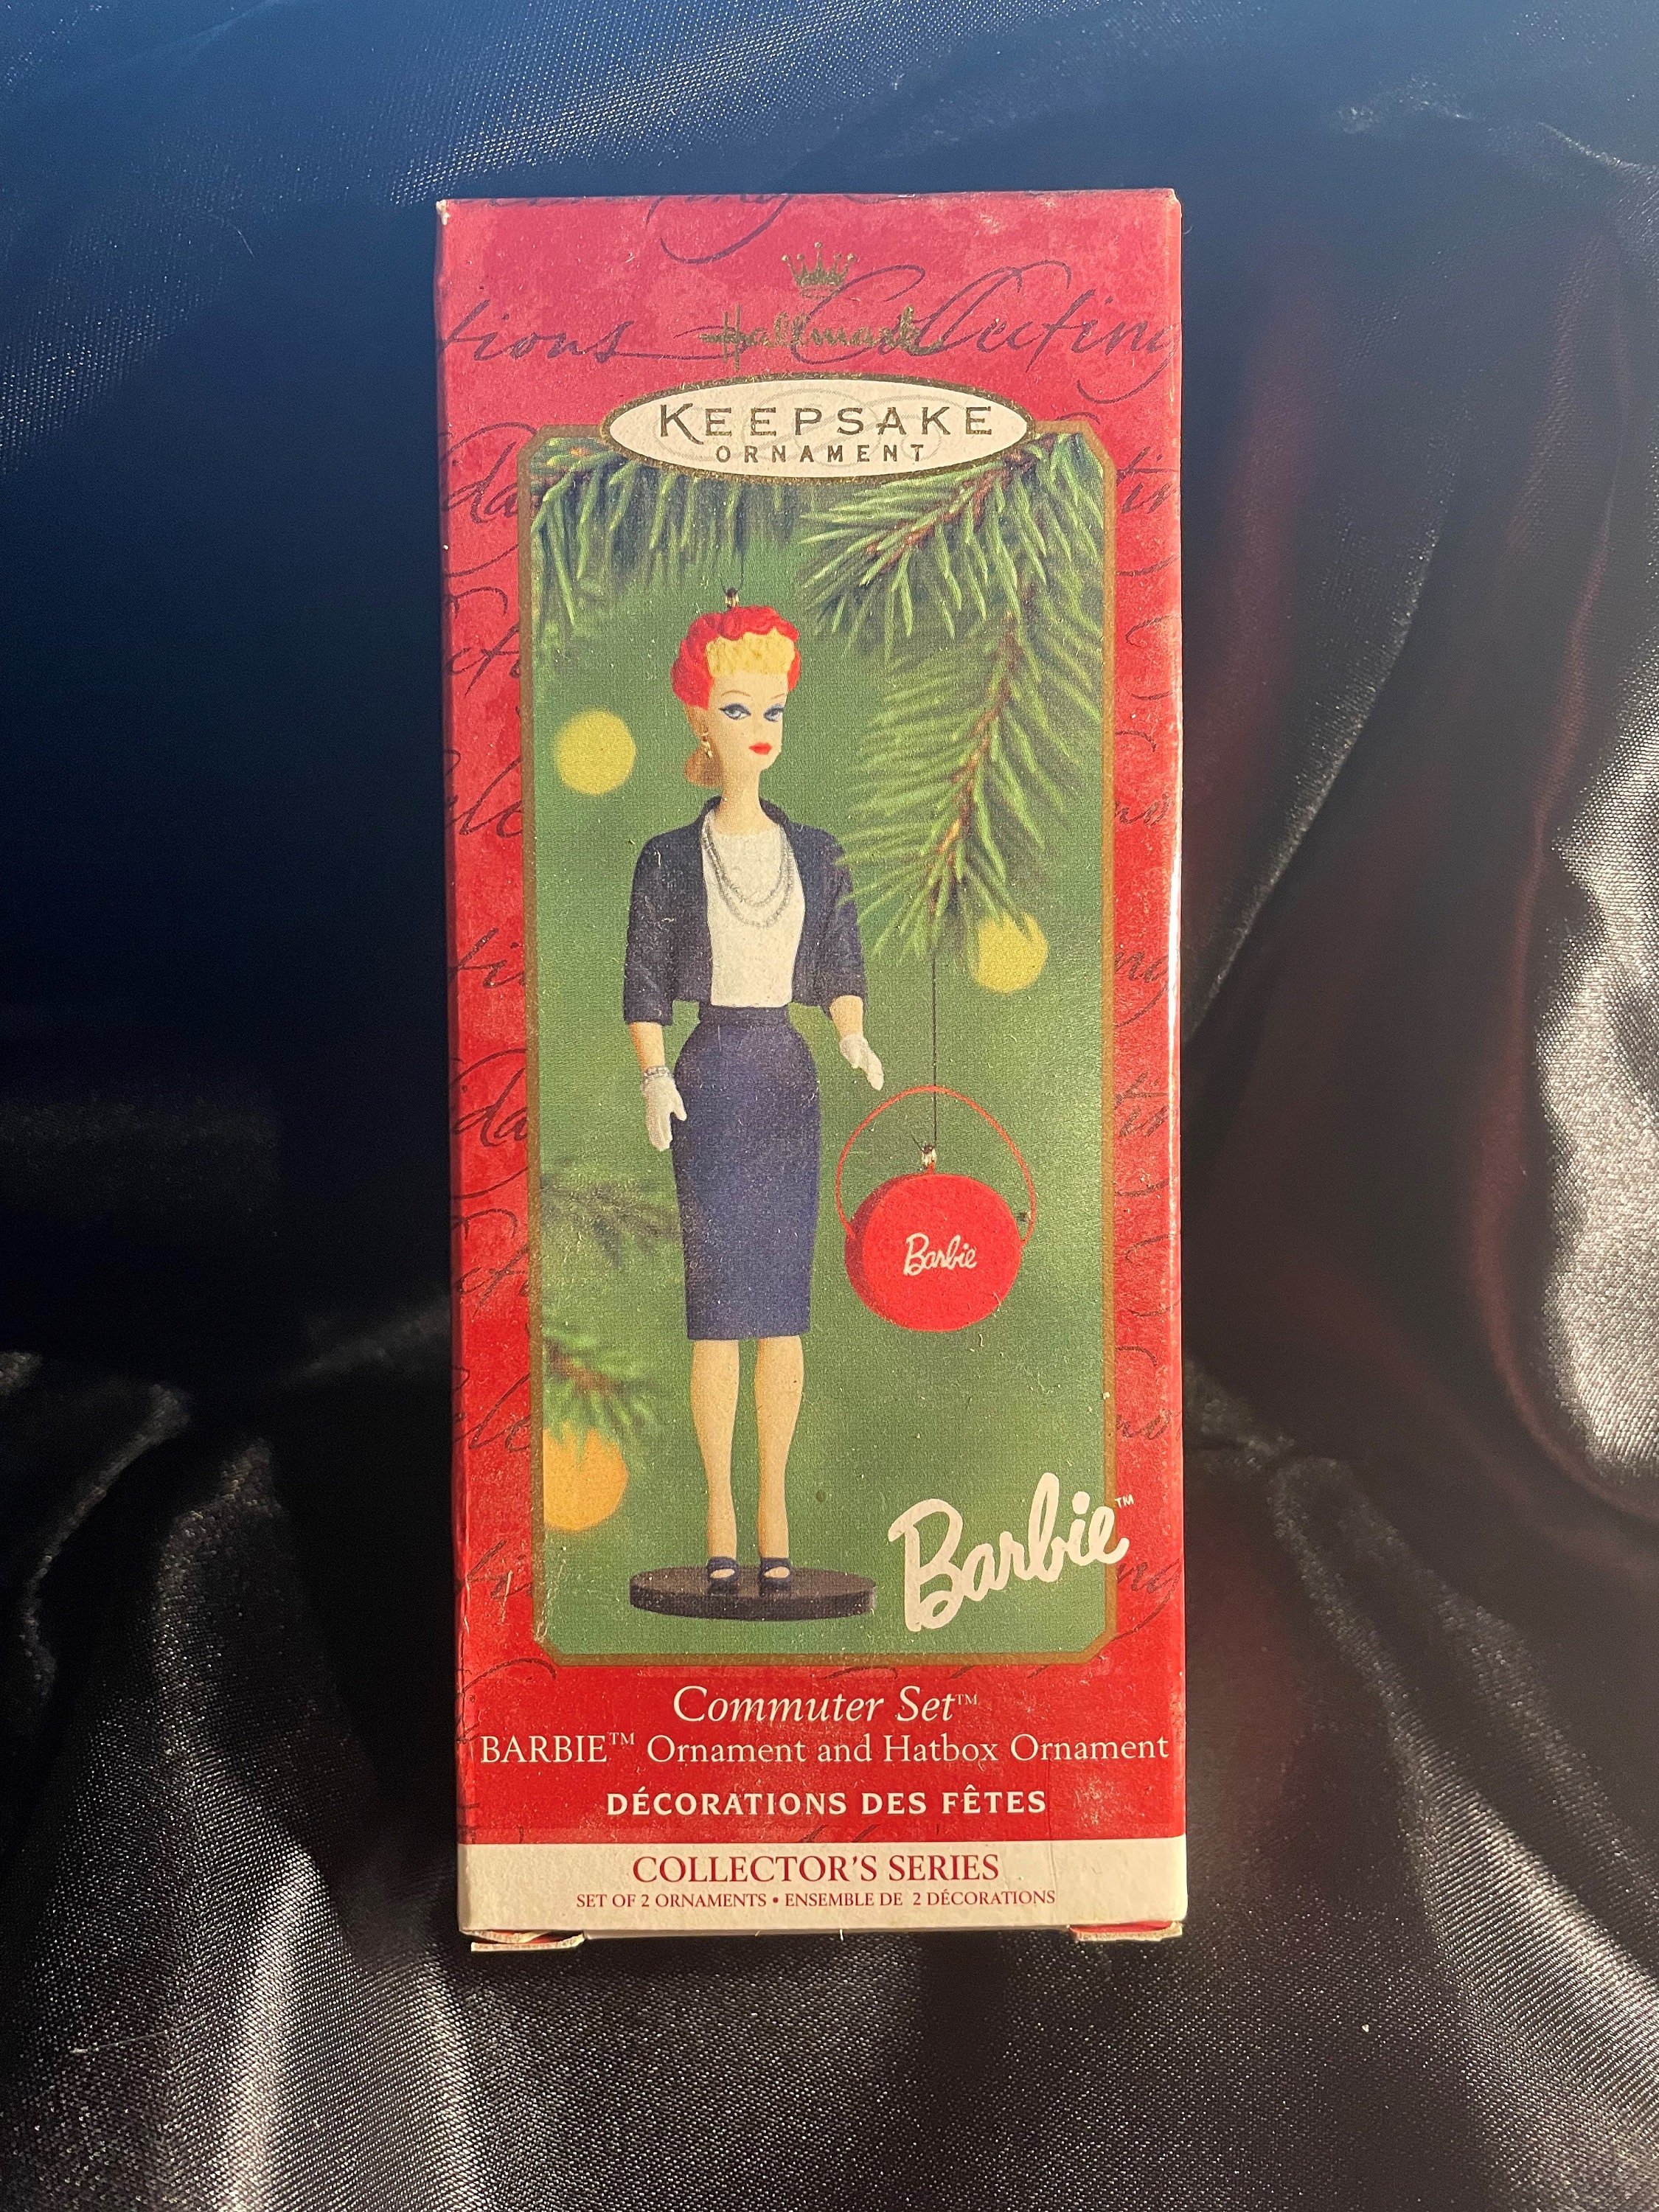 Hallmark
KEEPSAKE
ORNAMENT
Collecting
Barbie
Barbie™
Commuter Set™
BARBIE™ Ornament and Hatbox Ornament
DÉCORATIONS DES FÊTES
COLLECTOR'S SERIES
SET OF 2 ORNAMENTS • ENSEMBLE DE 2 DÉCORATIONS